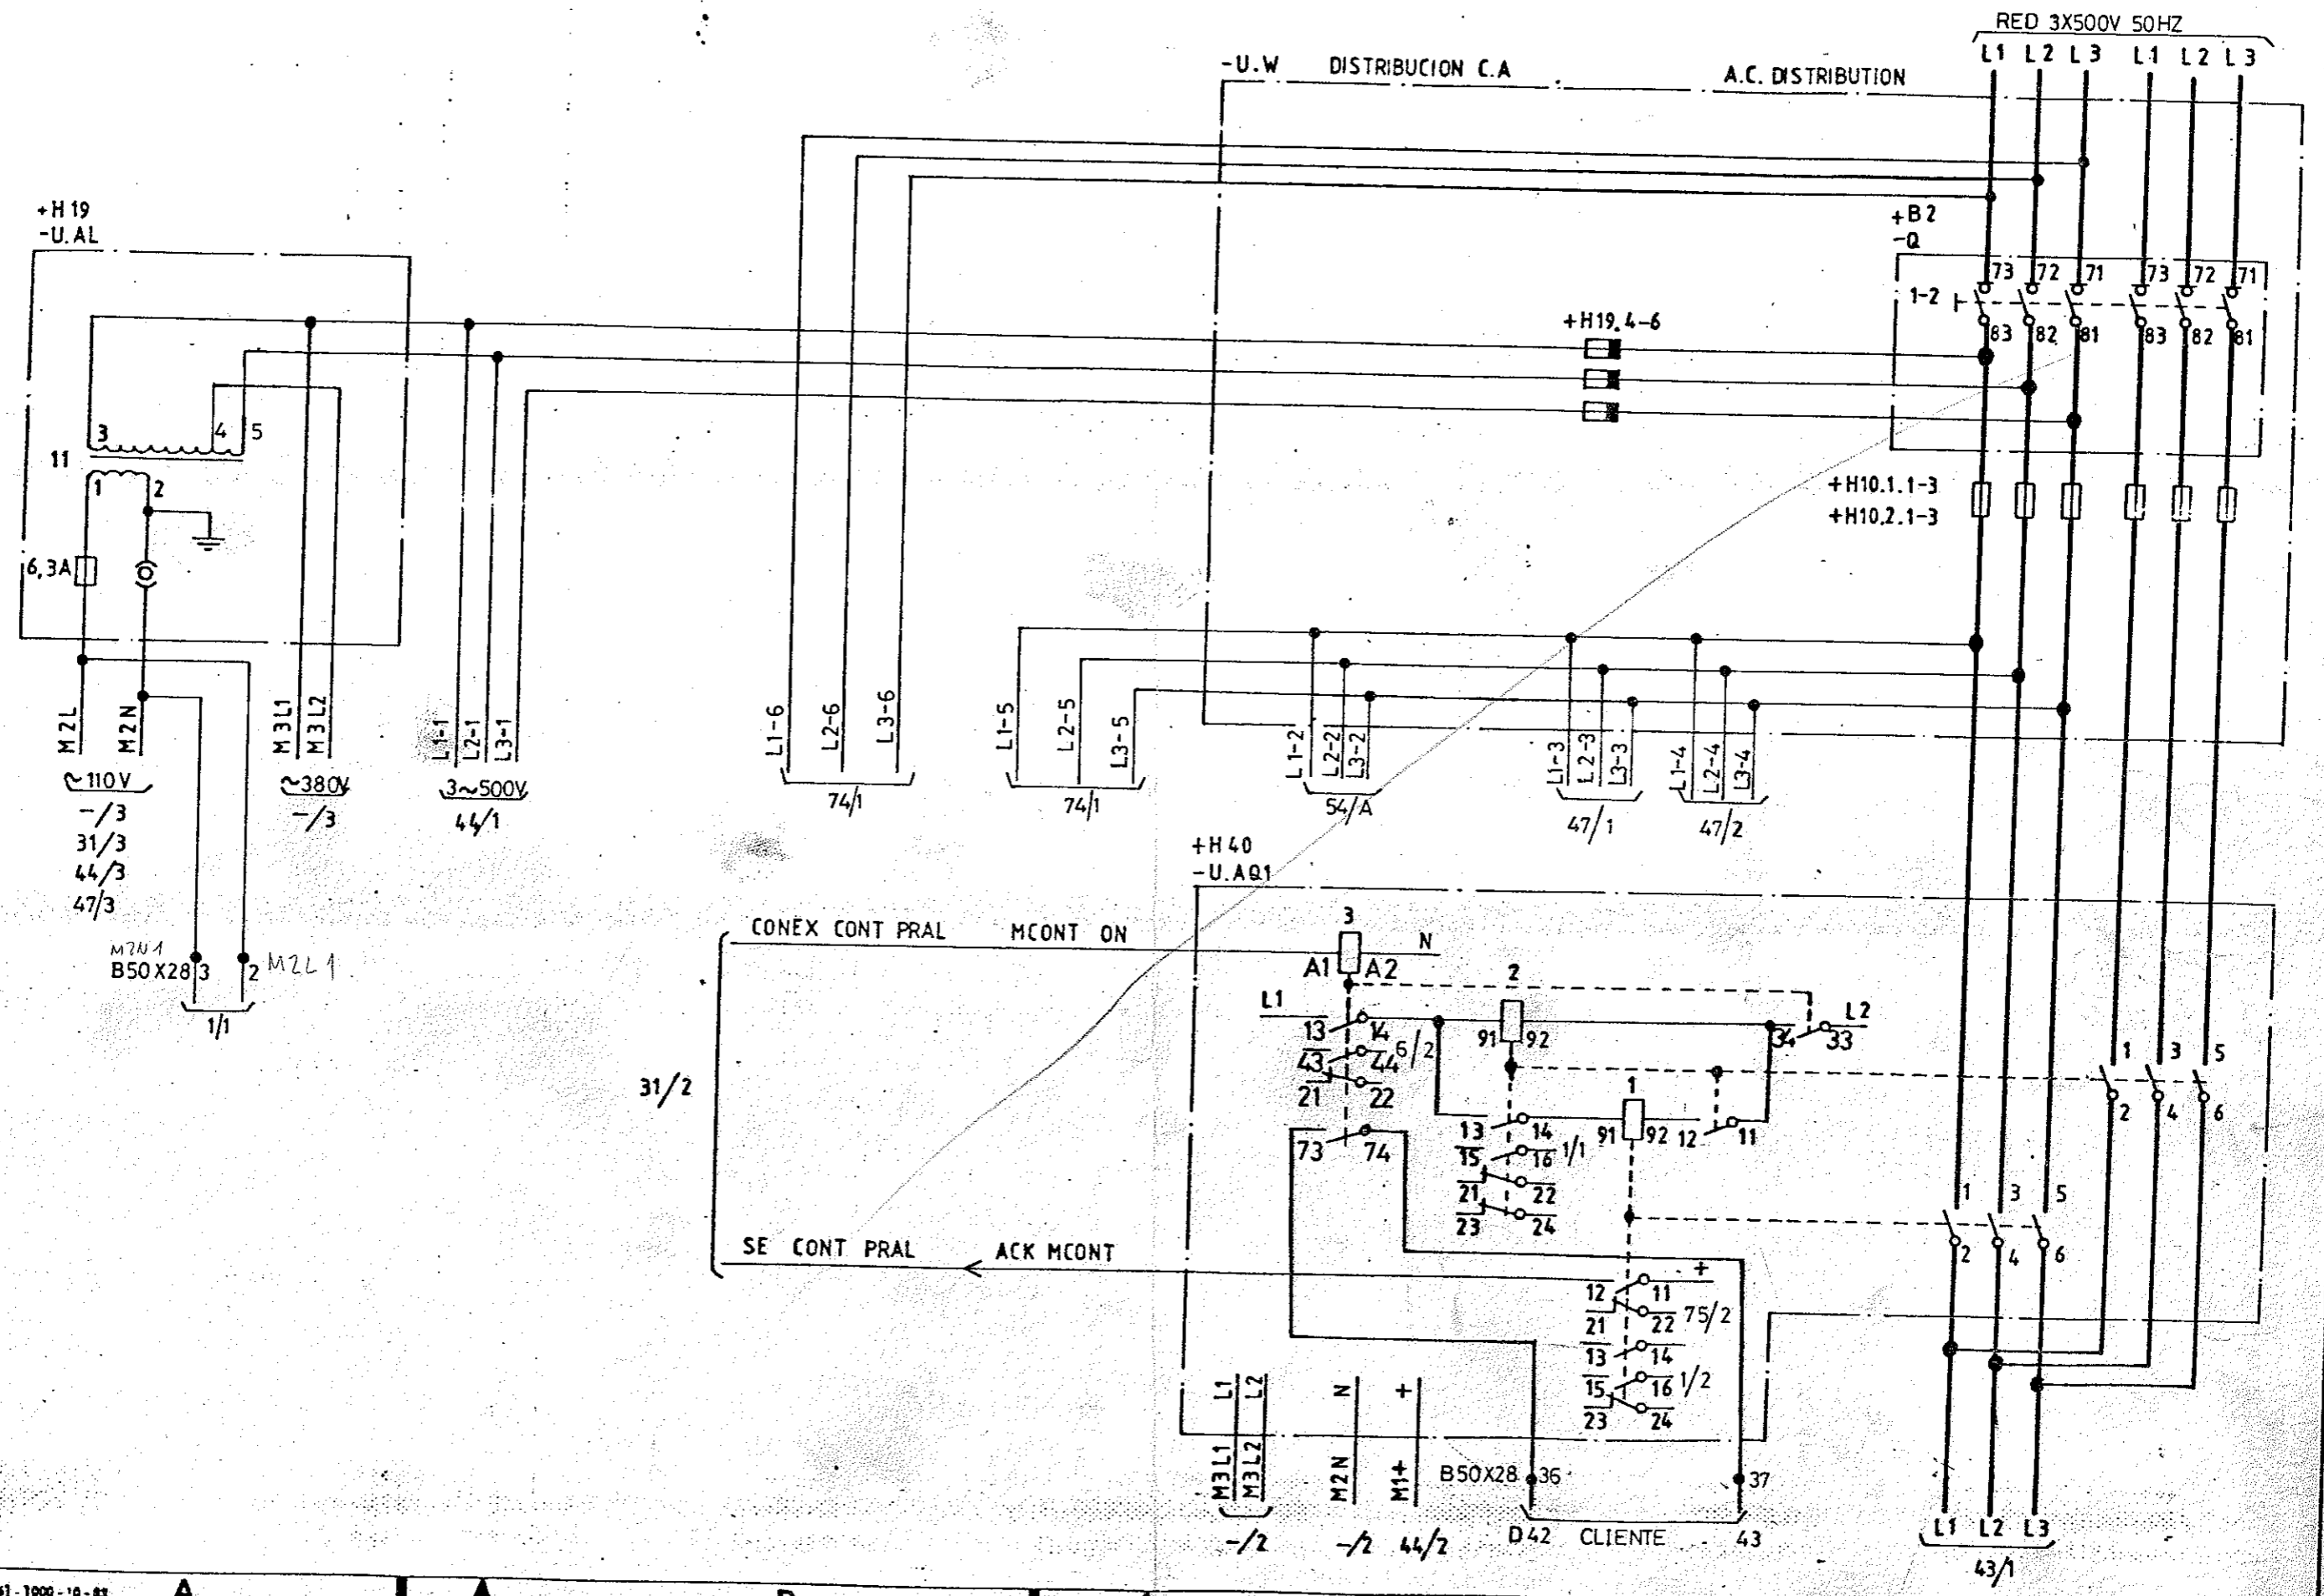 RED 3X500V 50HZ
L1 L2 L3 L1 L2 L3
-U.W DISTRIBUCION C.A A.C. DISTRIBUTION
+H19
-U.AL
+B2
-Q
73 72 71 73 72 71
1-2
83 82 81 83 82 81
+H19.4-6
3 4 5
11
1 2
6,3A
+H10.1.1-3
+H10.2.1-3
M2L
M2N
M3L1
M3L2
L1-1
L2-1
L3-1
L1-6
L2-6
L3-6
L1-5
L2-5
L3-5
L1-2
L2-2
L3-2
L1-3
L2-3
L3-3
L1-4
L2-4
L3-4
~110V
-/3
31/3
44/3
47/3
~380V
-/3
3~500V
44/1
74/1
74/1
54/A
47/1
47/2
M2N1
B50X28 3
2 M2L1
1/1
+H40
-U.AQ1
CONEX CONT PRAL MCONT ON
3
N
A1 A2
2
L1
L2
13 14
91 92
34 33
43 44 6/2
21 22
1
13 14
91 92
12 11
73 74
15 16 1/1
21 22
23 24
31/2
1 3 5
2 4 6
1 3 5
2 4 6
SE CONT PRAL ACK MCONT
+
12 11
21 22 75/2
13 14
15 16 1/2
23 24
L1
L2
N
+
M3L1
M3L2
M2N
M1+
B50X28 36
37
-/2
-/2
44/2
D42 CLIENTE 43
L1 L2 L3
43/1
A